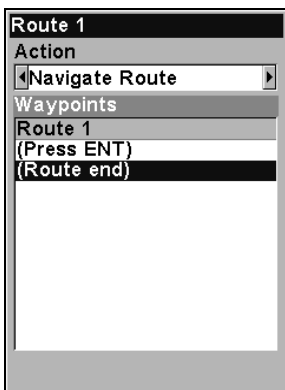 Route 1
Action
Navigate Route
Waypoints
Route 1
(Press ENT)
(Route end)